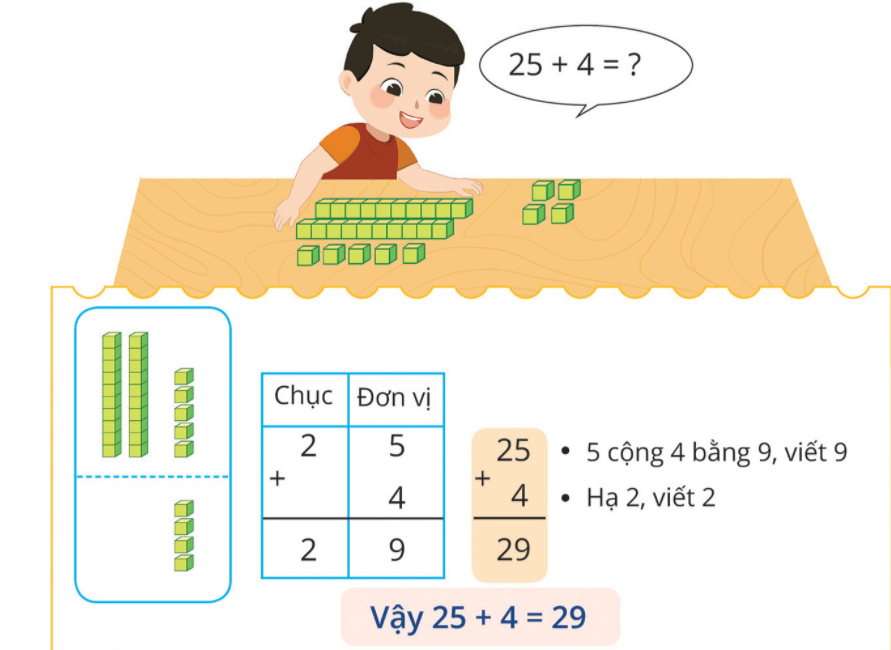 25 + 4 = ?
Chục Đơn vị
2 5
+
4
2 9
25
+
4
29
• 5 cộng 4 bằng 9, viết 9
• Hạ 2, viết 2
Vậy 25 + 4 = 29